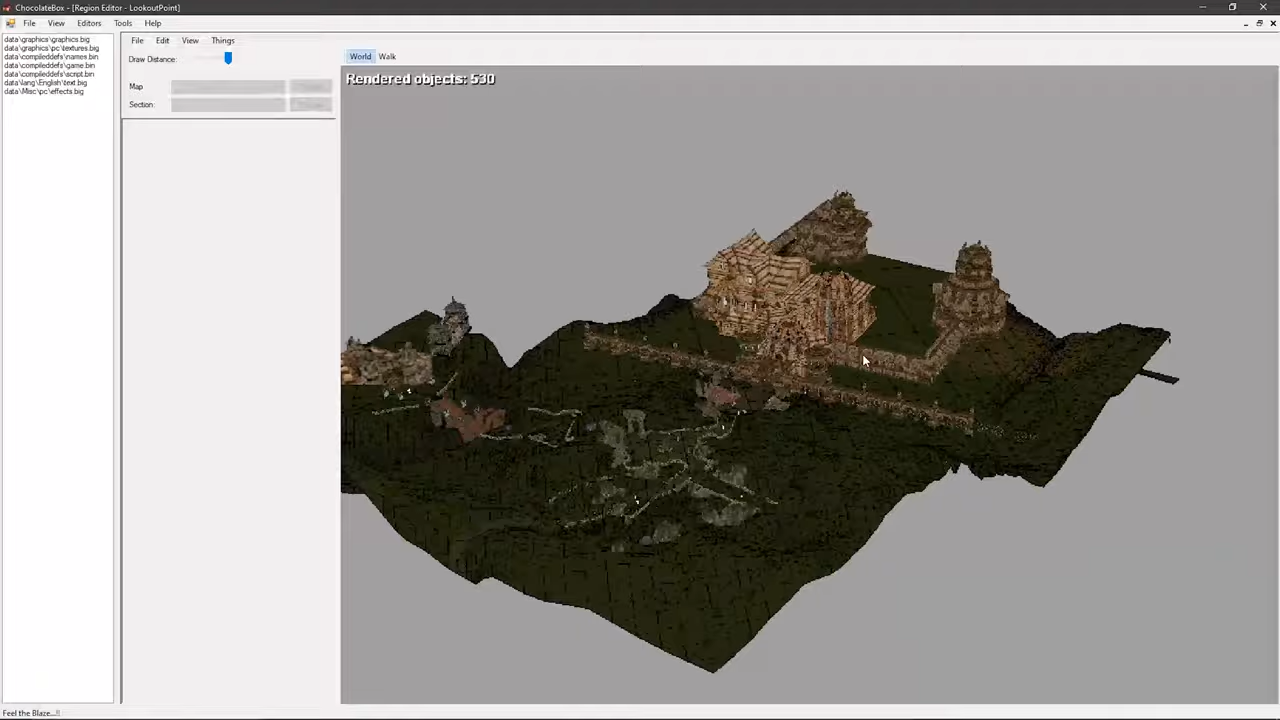 ChocolateBox - [Region Editor - LookoutPoint]
File View Editors Tools Help
data\graphics\graphics.big
data\graphics\pc\textures.big
data\compileddefs\names.bin
data\compileddefs\game.bin
data\compileddefs\script.bin
data\lang\English\text.big
data\Misc\pc\effects.big
File Edit View Things
Draw Distance:
Map
Section:
World Walk
Rendered objects: 530
Feel the Blaze...!!